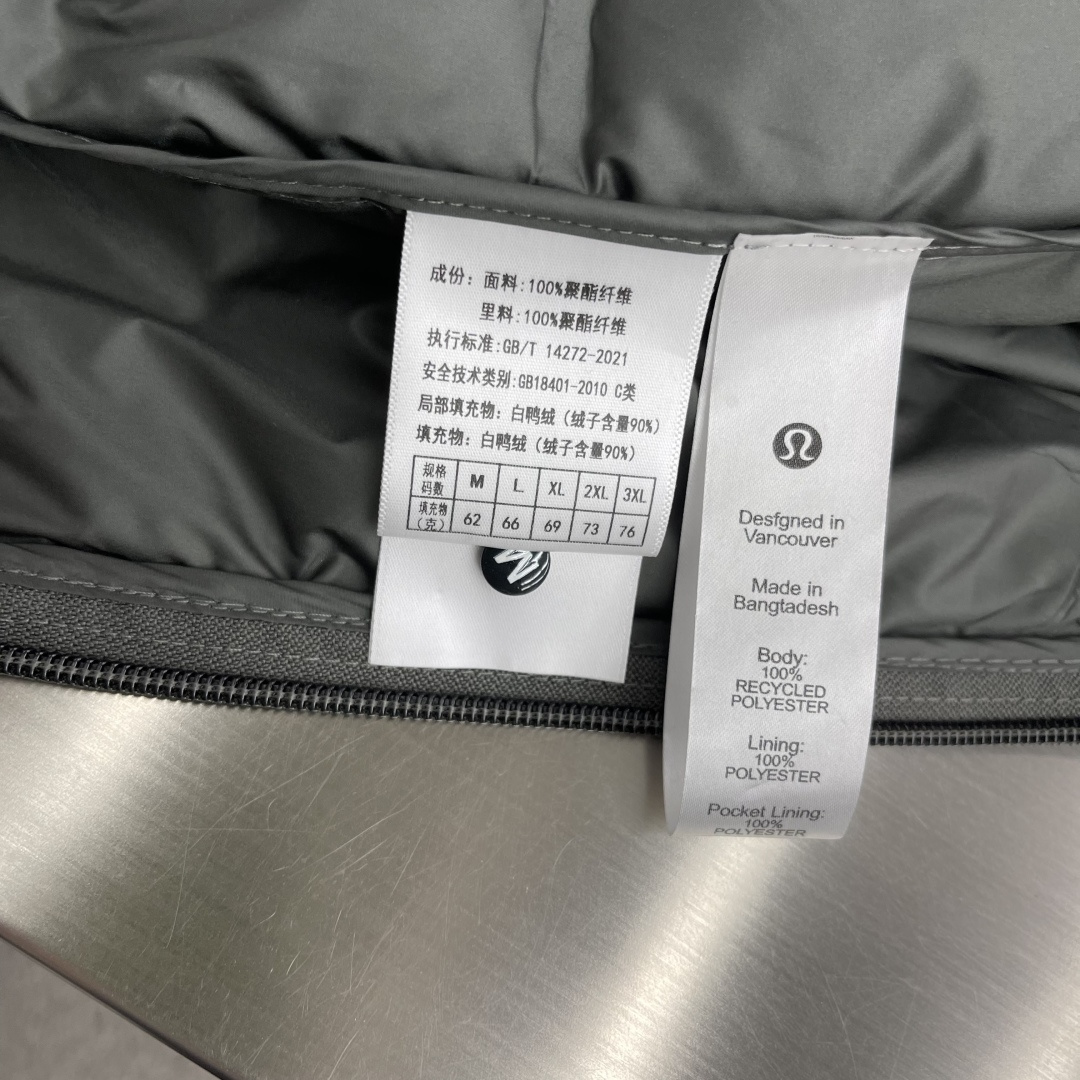 成份：面料:100%聚酯纤维
里料:100%聚酯纤维
执行标准:GB/T 14272-2021
安全技术类别:GB18401-2010 C类
局部填充物：白鸭绒（绒子含量90%）
填充物：白鸭绒（绒子含量90%）
规格码数 M L XL 2XL 3XL
填充物（克） 62 66 69 73 76
Desfgned in
Vancouver
Made in
Bangtadesh
Body:
100%
RECYCLED
POLYESTER
Lining:
100%
POLYESTER
Pocket Lining:
100%
POLYESTER